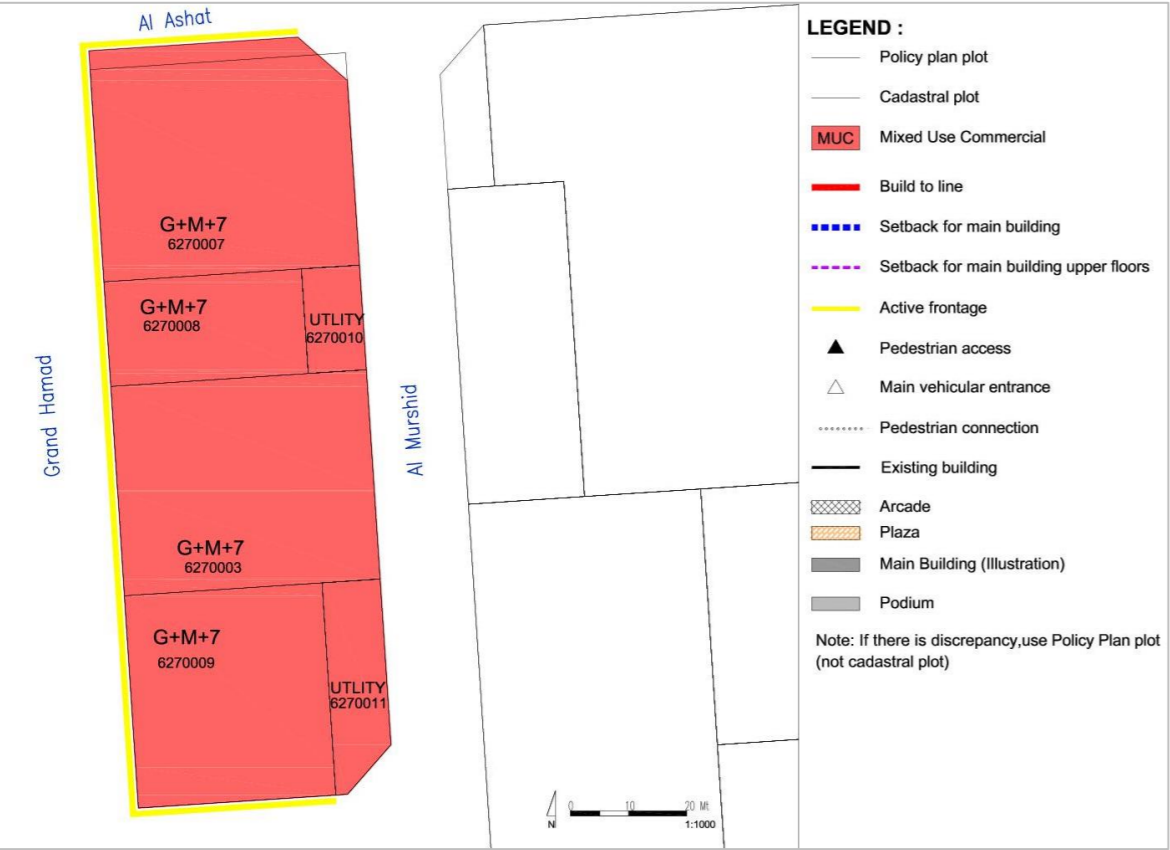 Al Ashat
G+M+7
6270007
G+M+7
6270008
UTLITY
6270010
Grand Hamad
Al Murshid
G+M+7
6270003
G+M+7
6270009
UTLITY
6270011
N
0 10 20 Mt
1:1000
LEGEND :
Policy plan plot
Cadastral plot
MUC Mixed Use Commercial
Build to line
Setback for main building
Setback for main building upper floors
Active frontage
Pedestrian access
Main vehicular entrance
Pedestrian connection
Existing building
Arcade
Plaza
Main Building (Illustration)
Podium
Note: If there is discrepancy,use Policy Plan plot
(not cadastral plot)